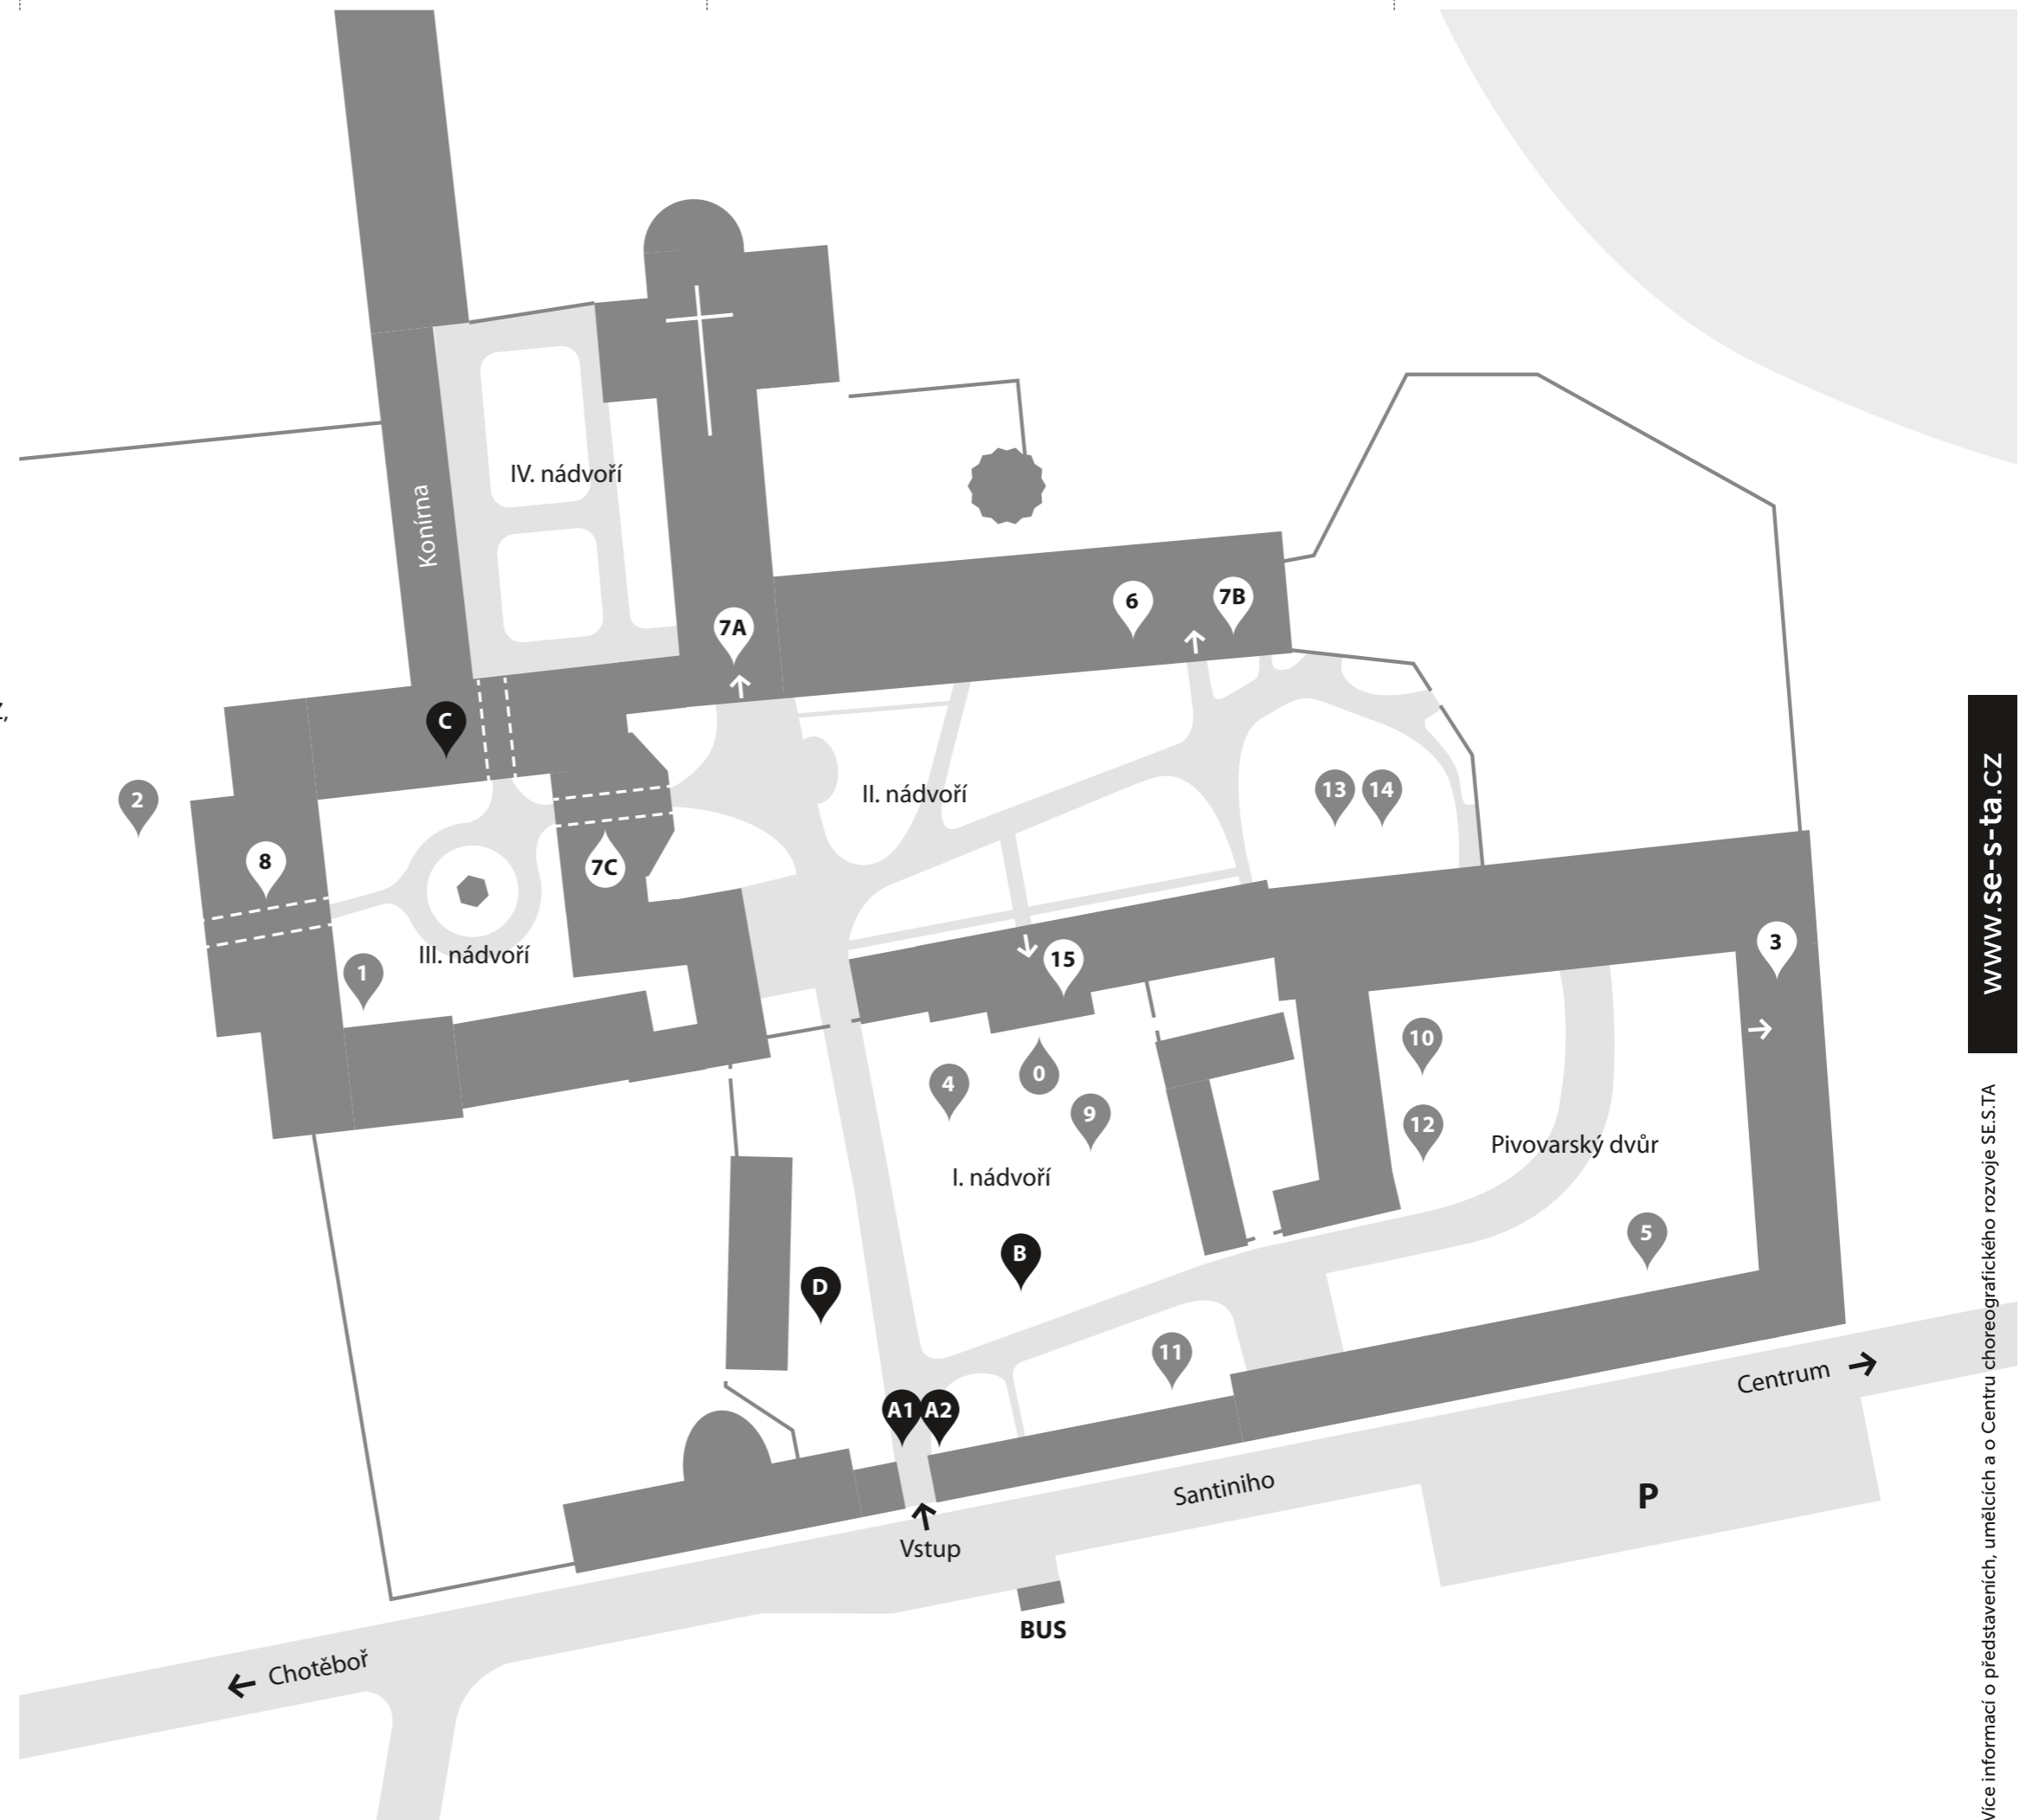 IV. nádvoří
Konírna
6
7B
7A
C
2
II. nádvoří
13
14
8
7C
3
III. nádvoří
15
1
10
0
4
9
12
Pivovarský dvůr
I. nádvoří
5
B
D
11
A1
A2
Centrum
Santiniho
P
Vstup
BUS
Chotěboř
www.se-s-ta.cz
Více informací o představeních, umělcích a o Centru choreografického rozvoje SE.S.TA